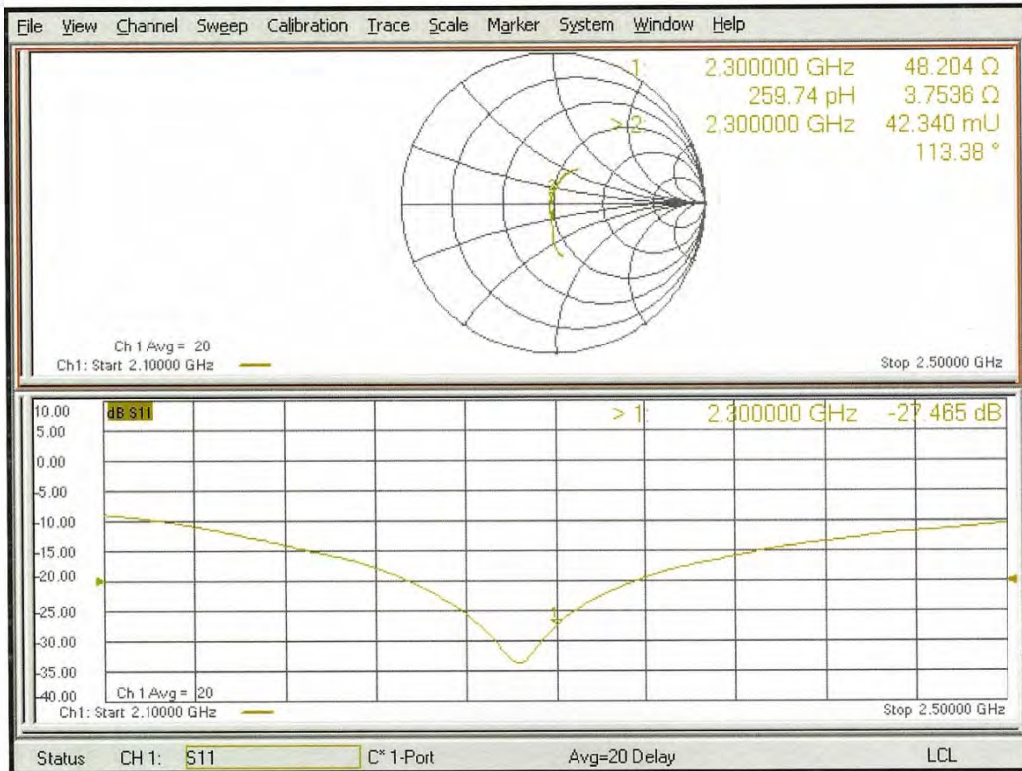 File View Channel Sweep Calibration Trace Scale Marker System Window Help
1: 2.300000 GHz 48.204 Ω
259.74 pH 3.7536 Ω
> 2: 2.300000 GHz 42.340 mU
113.38 °
Ch 1 Avg = 20
Ch1: Start 2.10000 GHz Stop 2.50000 GHz
10.00 dB S11 > 1: 2.300000 GHz -27.465 dB
5.00
0.00
-5.00
-10.00
-15.00
-20.00
1
-25.00
-30.00
-35.00
-40.00
Ch 1 Avg = 20
Ch1: Start 2.10000 GHz Stop 2.50000 GHz
Status CH 1: S11 C* 1-Port Avg=20 Delay LCL